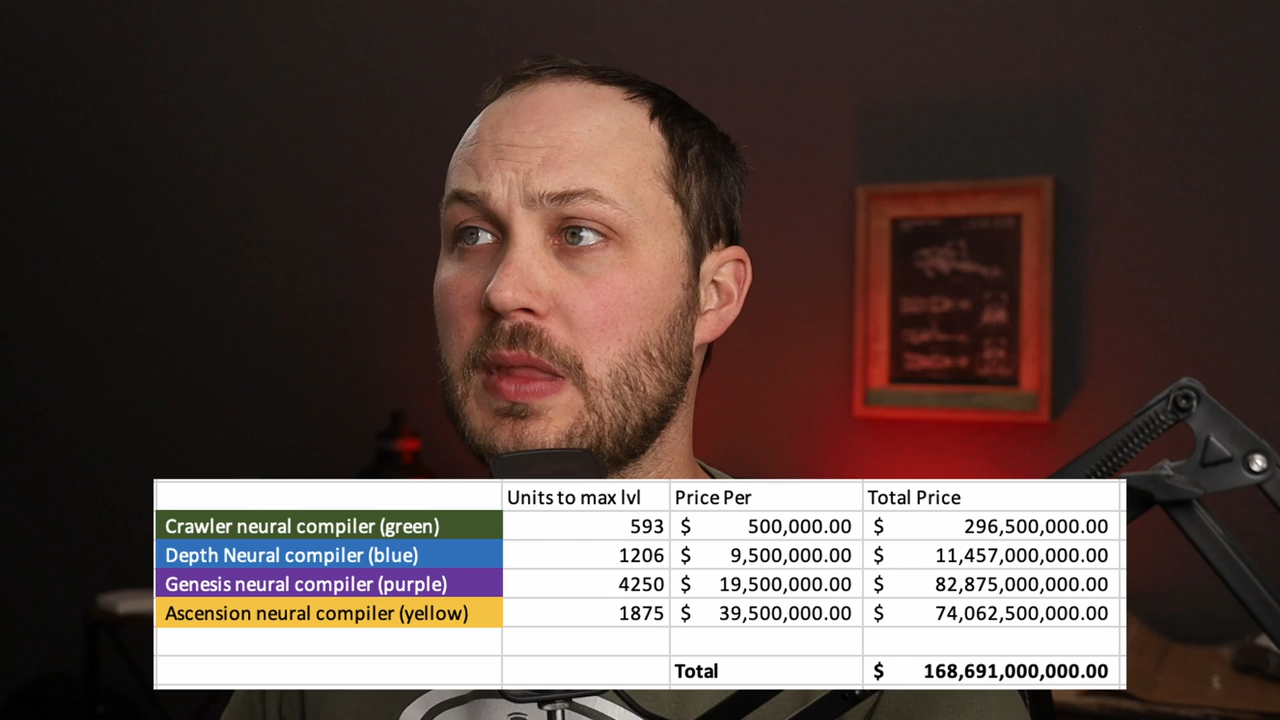 Units to max lvl Price Per Total Price
Crawler neural compiler (green) 593 $ 500,000.00 $ 296,500,000.00
Depth Neural compiler (blue) 1206 $ 9,500,000.00 $ 11,457,000,000.00
Genesis neural compiler (purple) 4250 $ 19,500,000.00 $ 82,875,000,000.00
Ascension neural compiler (yellow) 1875 $ 39,500,000.00 $ 74,062,500,000.00
Total $ 168,691,000,000.00